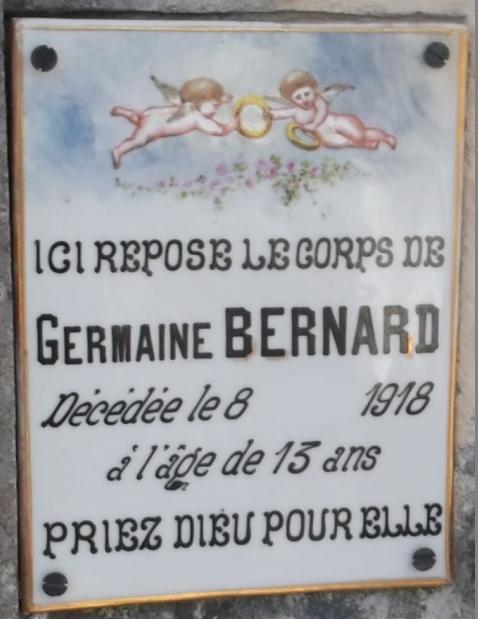 ICI REPOSE LE CORPS DE
GERMAINE BERNARD
Décédée le 8 1918
à l'âge de 13 ans
PRIEZ DIEU POUR ELLE